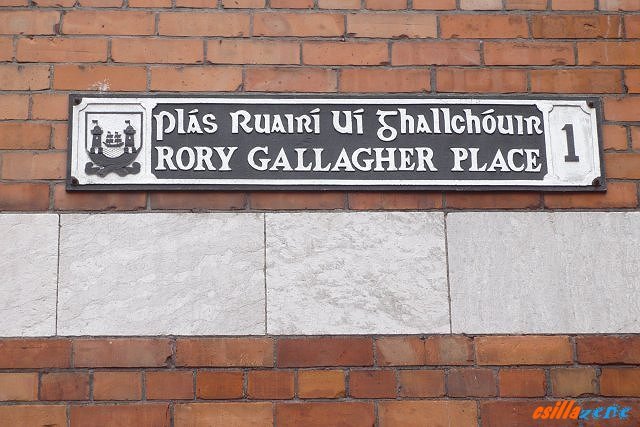 Plás Ruairí Uí Ghallchóuir
RORY GALLAGHER PLACE
1
csillazene